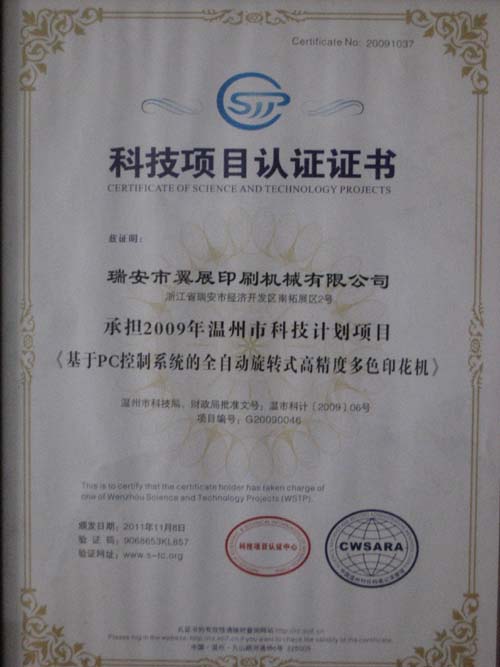 Certificate No: 20091037
科技项目认证证书
CERTIFICATE OF SCIENCE AND TECHNOLOGY PROJECTS
兹证明:
瑞安市翼展印刷机械有限公司
浙江省瑞安市经济开发区南拓展区2号
承担2009年温州市科技计划项目
《基于PC控制系统的全自动旋转式高精度多色印花机》
温州市科技局、财政局批准文号:温市科计〔2009〕06号
项目编号:G20090046
This is to certify that the certificate holder has taken charge of
one of Wenzhou Science and Technology Projects (WSTP).
颁发日期:2011年11月8日
验 证 码:9068653KL857
验证网址:www.s-tc.org
科技项目认证中心
CWSARA